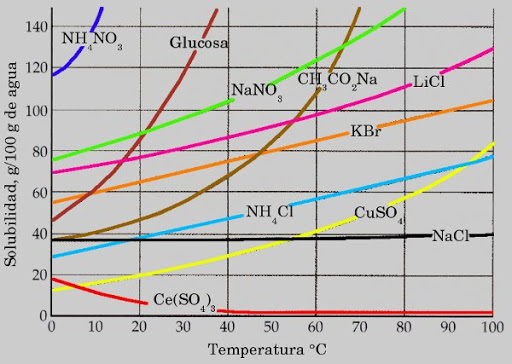 140
120
100
80
60
40
20
0
Solubilidad, g/100 g de agua
NH₄NO₃
Glucosa
NaNO₃
CH₃CO₂Na
LiCl
KBr
NH₄Cl
CuSO₄
NaCl
Ce(SO₄)₃
0 10 20 30 40 50 60 70 80 90 100
Temperatura °C